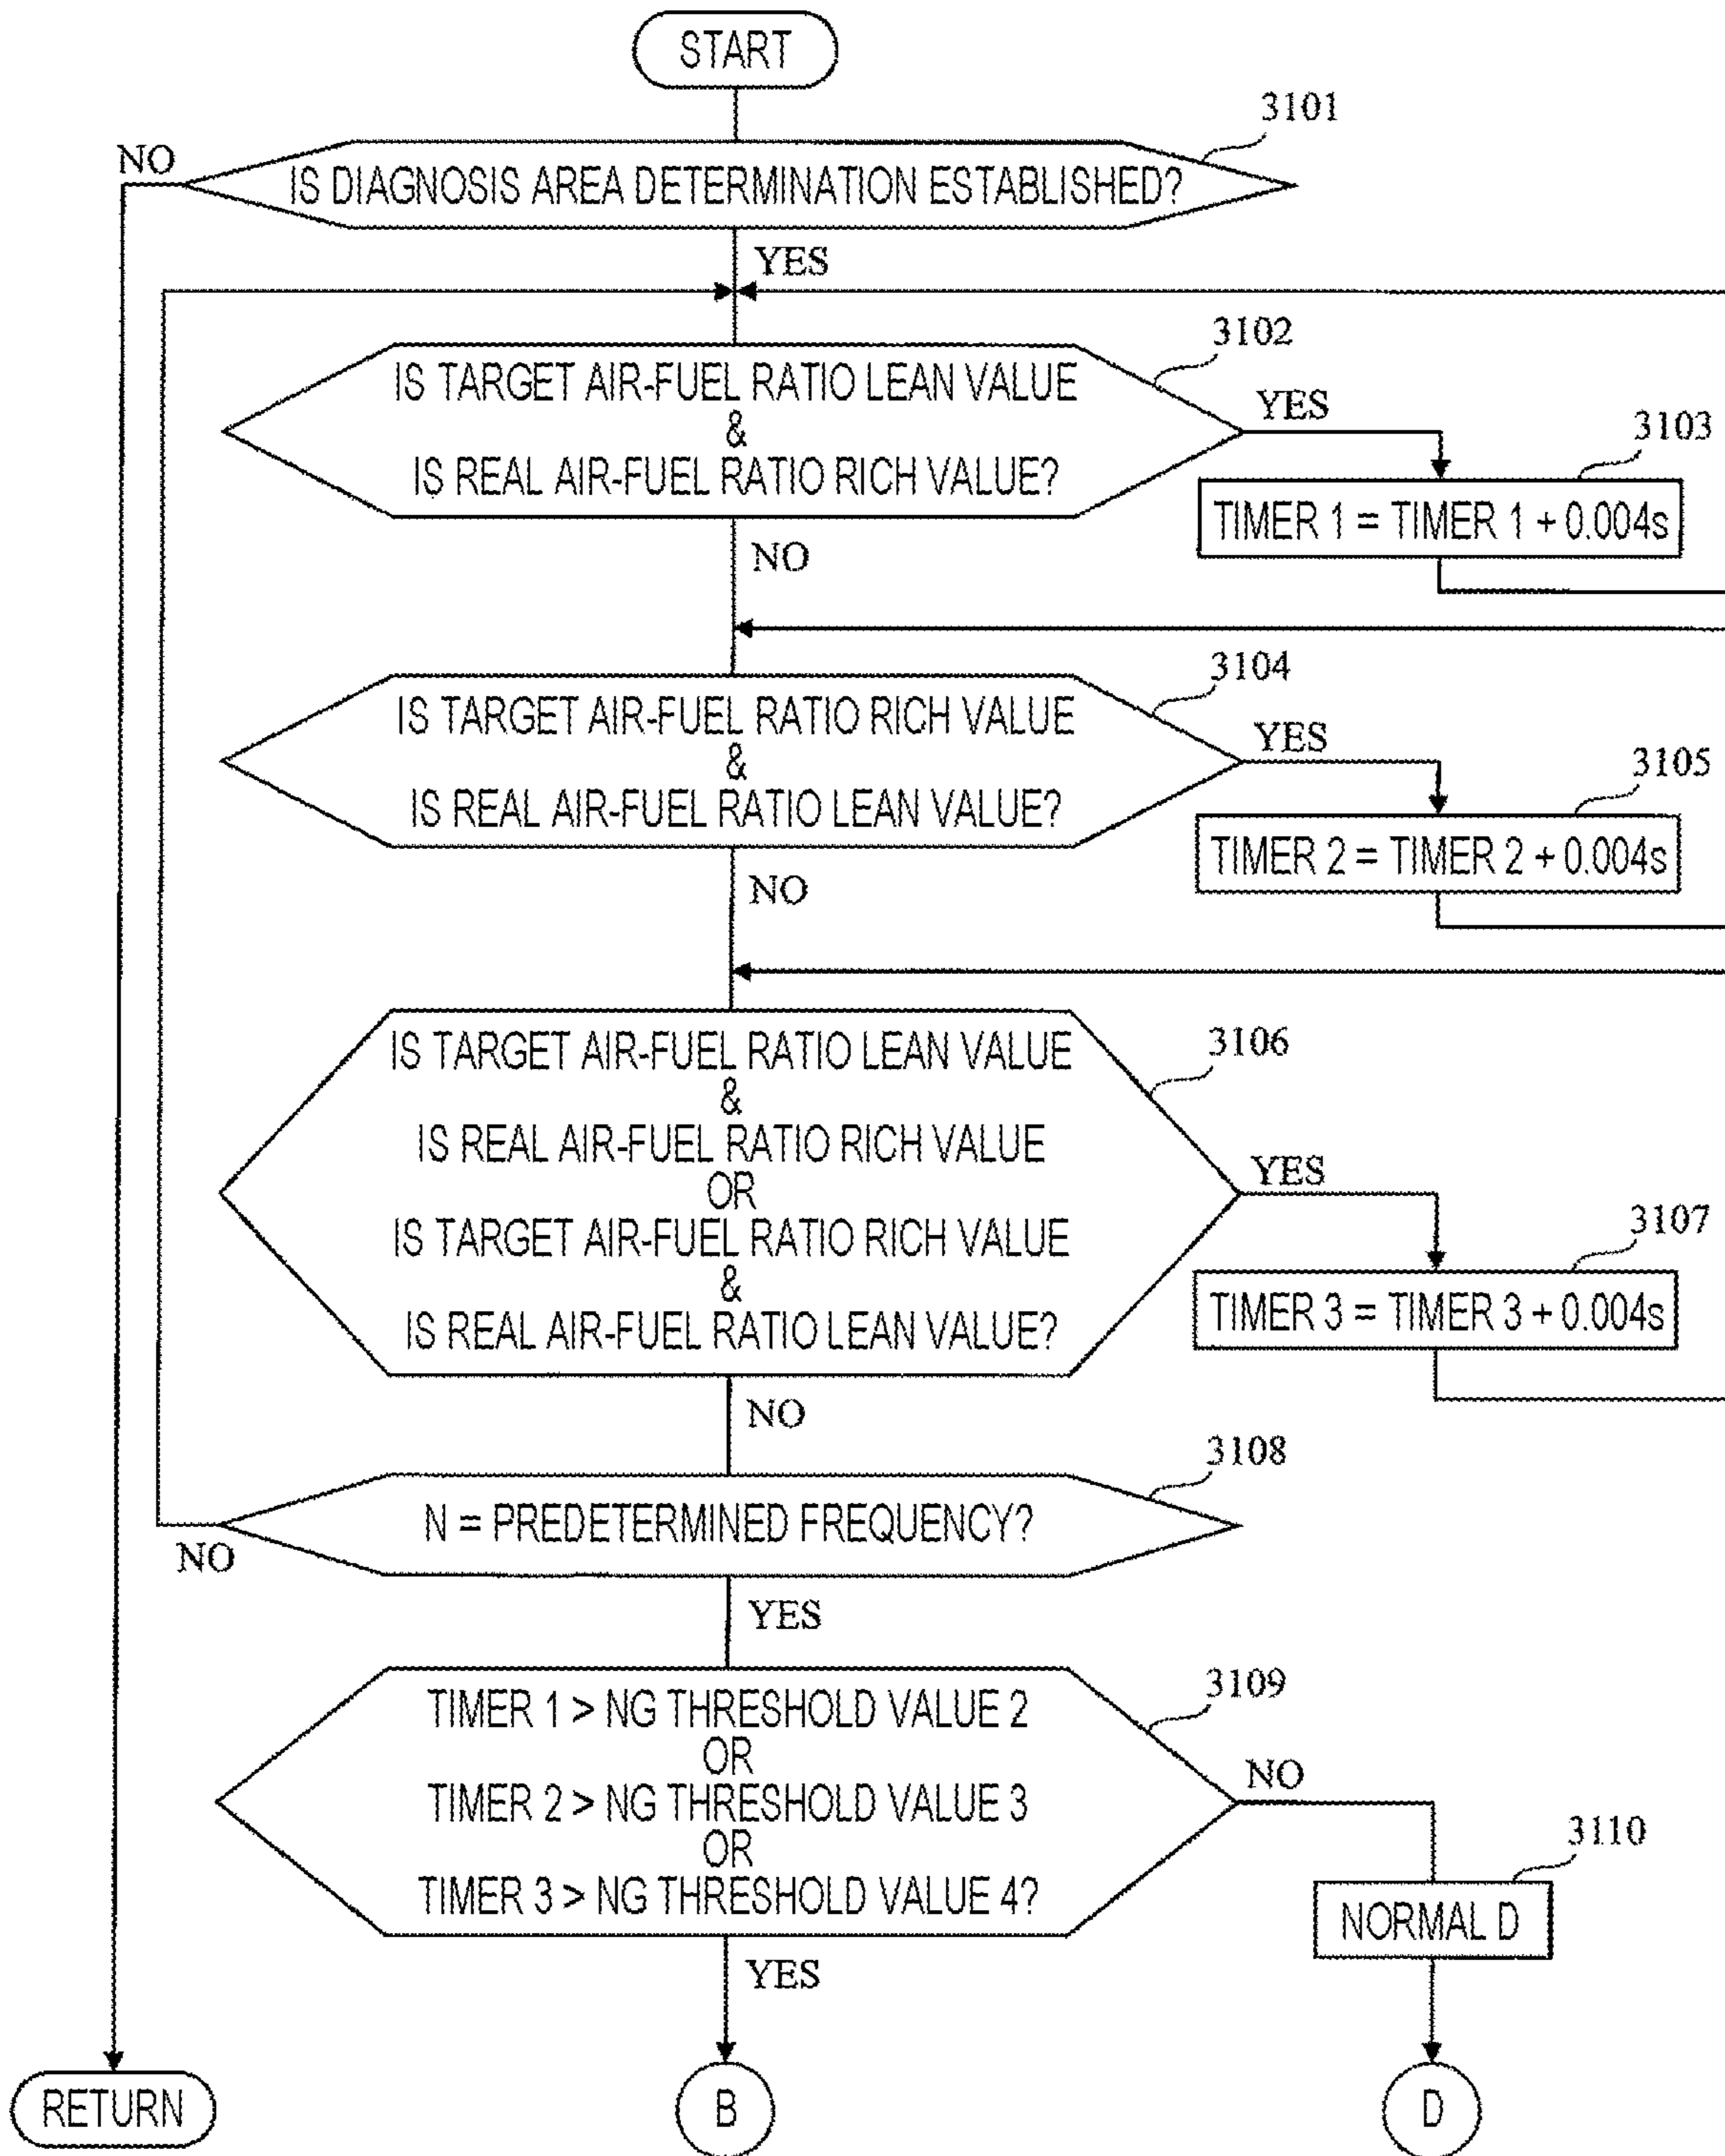 START
3101
NO
IS DIAGNOSIS AREA DETERMINATION ESTABLISHED?
YES
3102
IS TARGET AIR-FUEL RATIO LEAN VALUE
&
IS REAL AIR-FUEL RATIO RICH VALUE?
YES
3103
TIMER 1 = TIMER 1 + 0.004s
NO
3104
IS TARGET AIR-FUEL RATIO RICH VALUE
&
IS REAL AIR-FUEL RATIO LEAN VALUE?
YES
3105
TIMER 2 = TIMER 2 + 0.004s
NO
3106
IS TARGET AIR-FUEL RATIO LEAN VALUE
&
IS REAL AIR-FUEL RATIO RICH VALUE
OR
IS TARGET AIR-FUEL RATIO RICH VALUE
&
IS REAL AIR-FUEL RATIO LEAN VALUE?
YES
3107
TIMER 3 = TIMER 3 + 0.004s
NO
3108
N = PREDETERMINED FREQUENCY?
NO
YES
3109
TIMER 1 > NG THRESHOLD VALUE 2
OR
TIMER 2 > NG THRESHOLD VALUE 3
OR
TIMER 3 > NG THRESHOLD VALUE 4?
NO
3110
NORMAL D
YES
RETURN
B
D